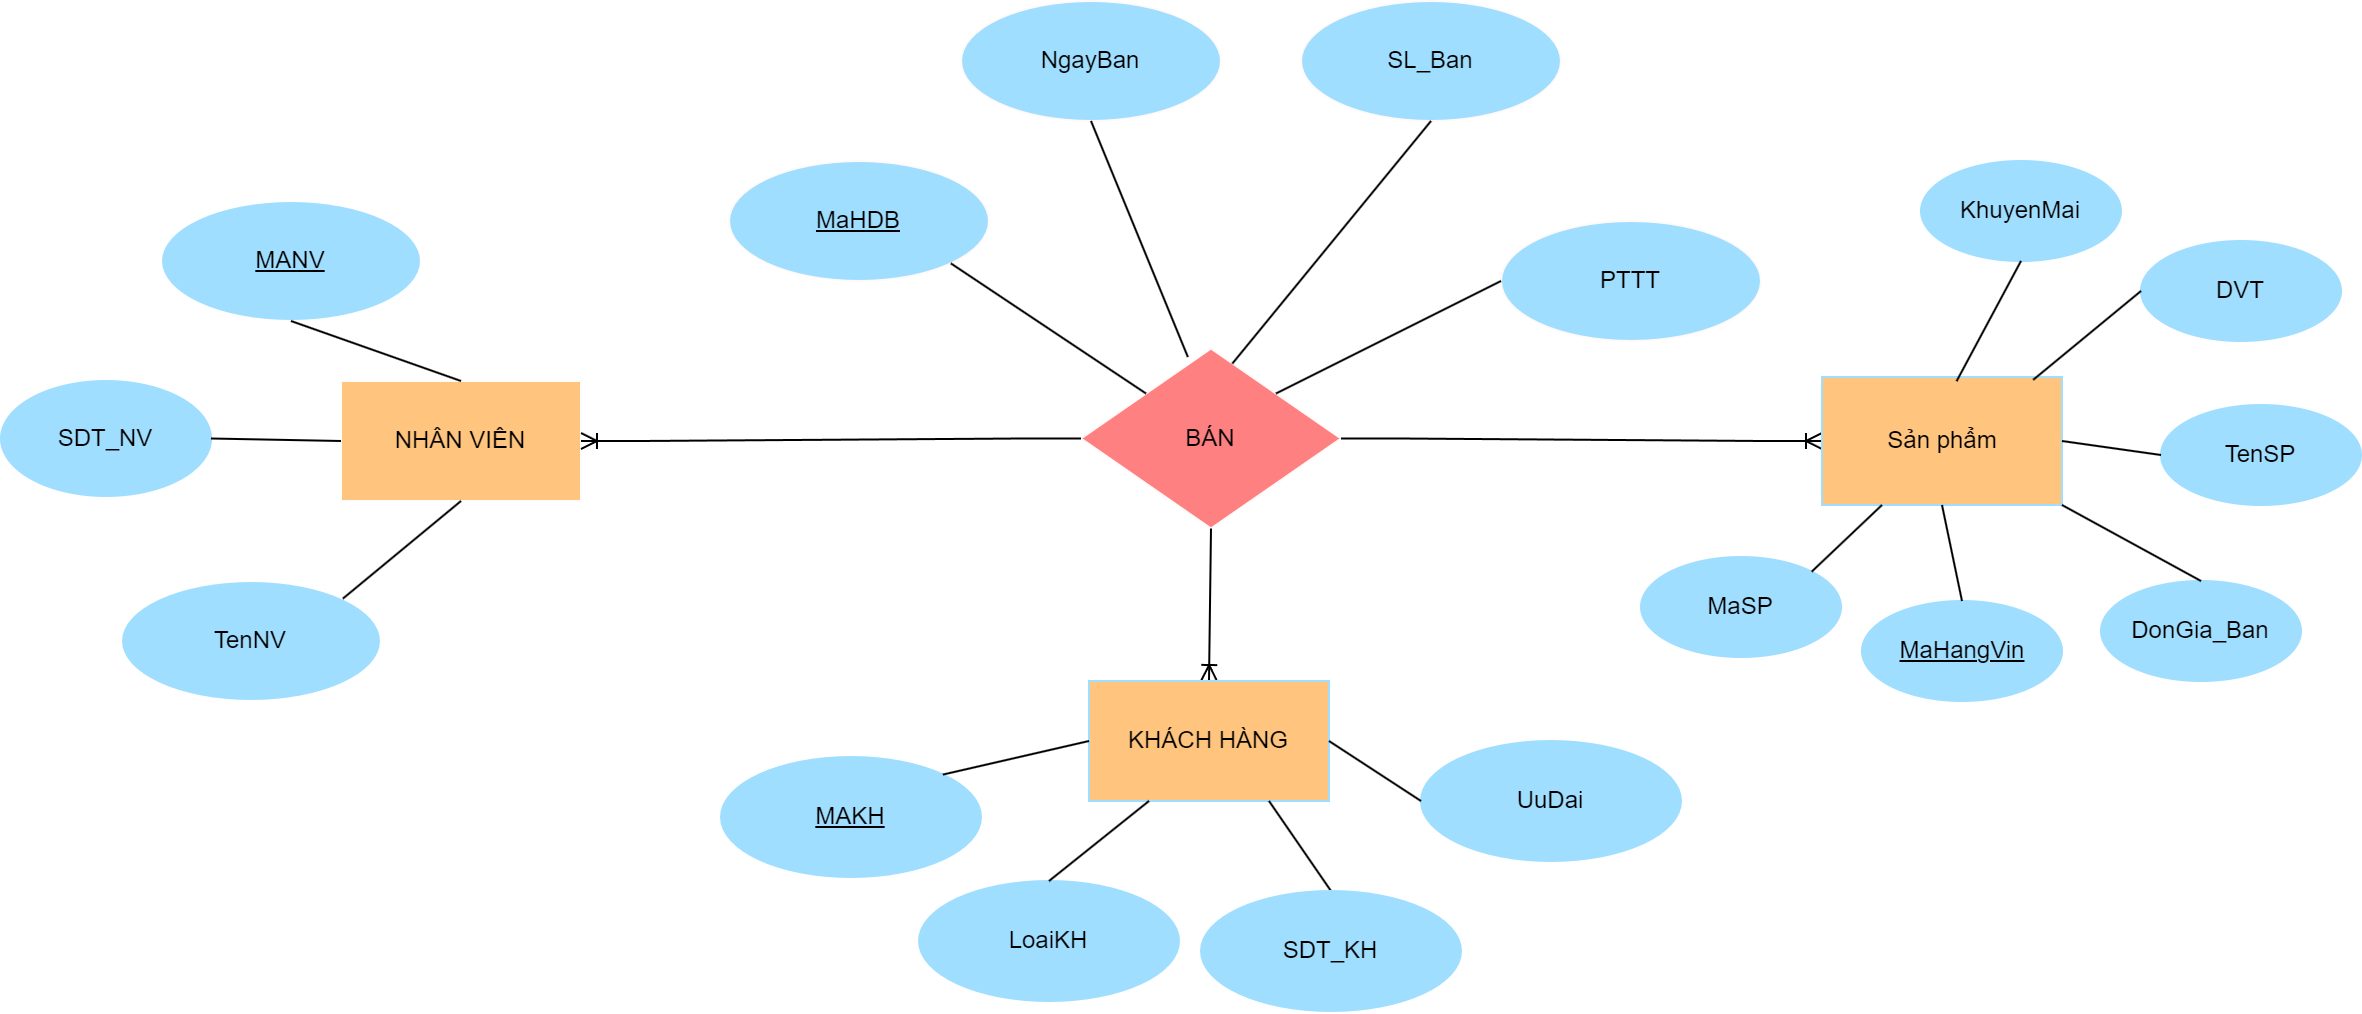 NgayBan
SL_Ban
MaHDB
KhuyenMai
MANV
PTTT
DVT
SDT_NV
NHÂN VIÊN
BÁN
Sản phẩm
TenSP
MaSP
TenNV
MaHangVin
DonGia_Ban
KHÁCH HÀNG
MAKH
UuDai
LoaiKH
SDT_KH